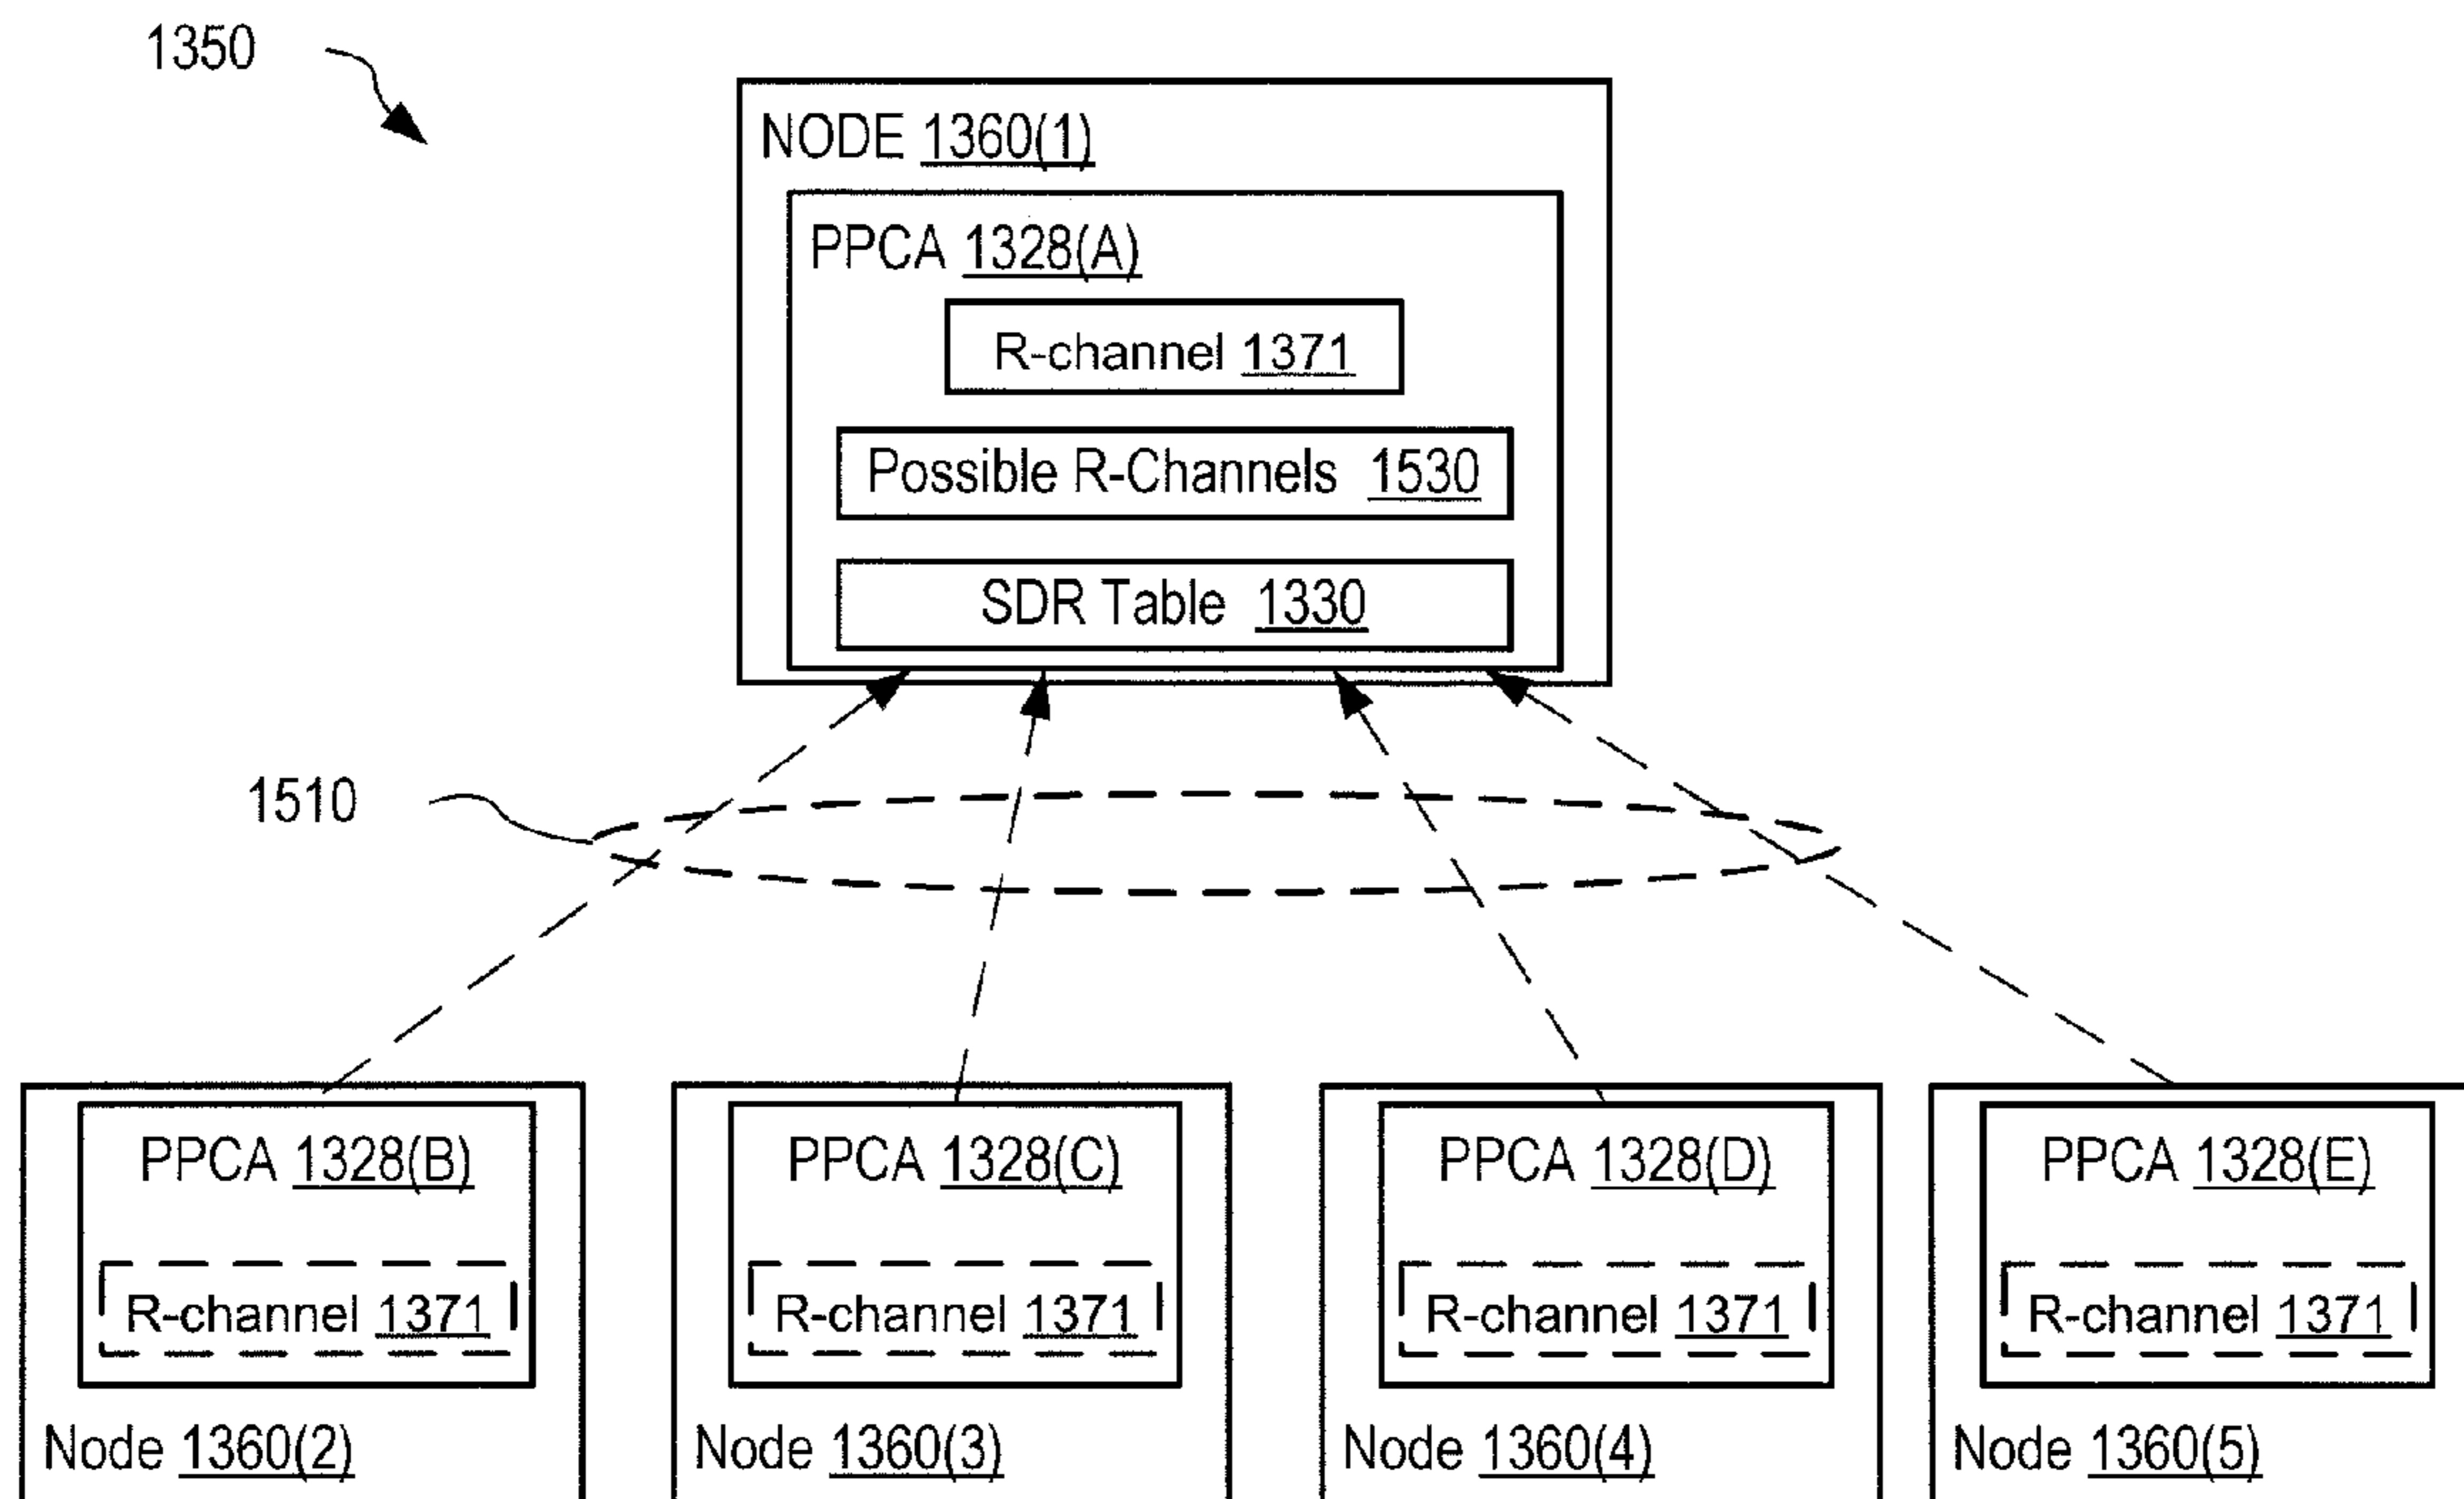 1350
NODE 1360(1)
PPCA 1328(A)
R-channel 1371
Possible R-Channels 1530
SDR Table 1330
1510
PPCA 1328(B)
R-channel 1371
Node 1360(2)
PPCA 1328(C)
R-channel 1371
Node 1360(3)
PPCA 1328(D)
R-channel 1371
Node 1360(4)
PPCA 1328(E)
R-channel 1371
Node 1360(5)